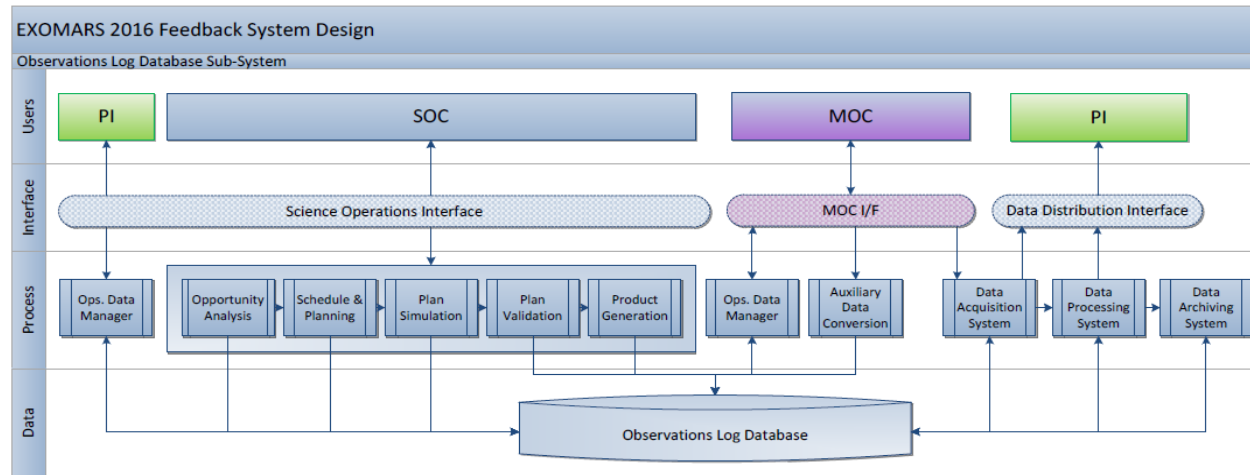 EXOMARS 2016 Feedback System Design
Observations Log Database Sub-System
Users
PI
SOC
MOC
PI
Interface
Science Operations Interface
MOC I/F
Data Distribution Interface
Process
Ops. Data
Manager
Opportunity
Analysis
Schedule &
Planning
Plan
Simulation
Plan
Validation
Product
Generation
Ops. Data
Manager
Auxiliary
Data
Conversion
Data
Acquisition
System
Data
Processing
System
Data
Archiving
System
Data
Observations Log Database